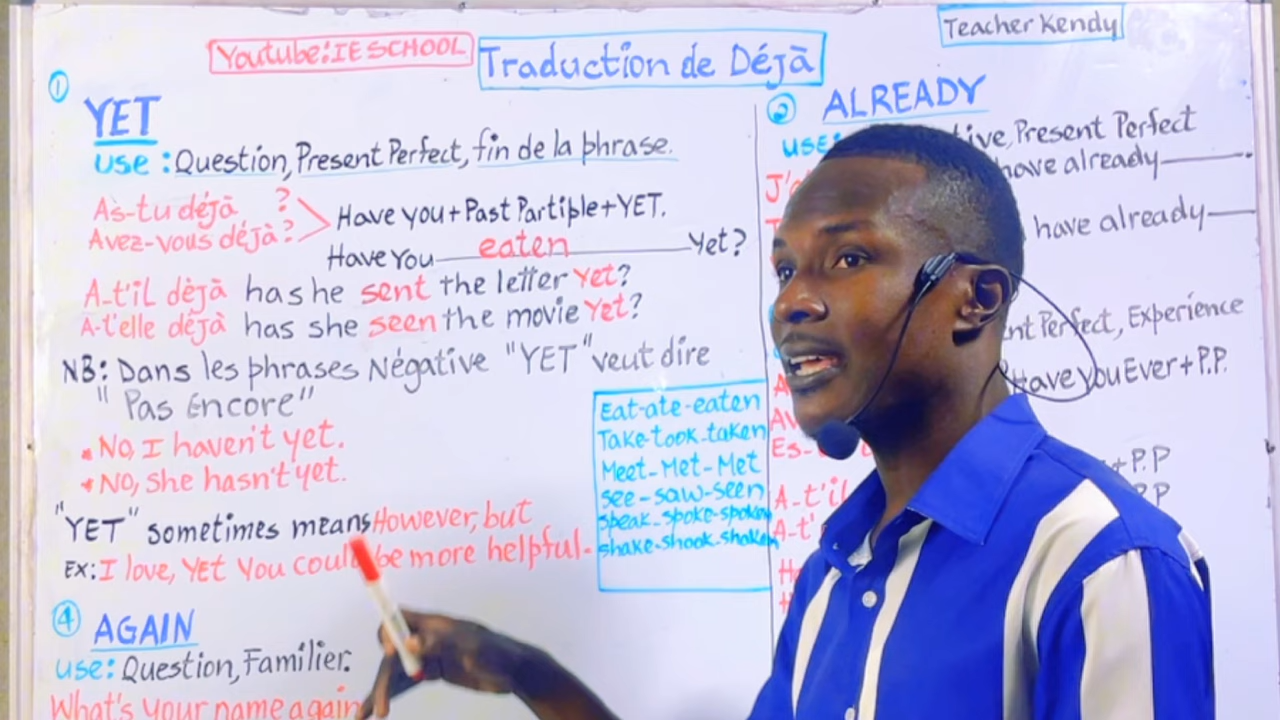 Youtube:IE SCHOOL
Traduction de Déjà
Teacher Kendy
①
YET
use : Question, Present Perfect, fin de la phrase.
As-tu déjà ?
Avez-vous déjà ?
Have you + Past Partiple + YET.
Have You eaten Yet?
A-t'il déjà has he sent the letter Yet?
A-t'elle déjà has she seen the movie Yet?
NB: Dans les phrases Négative "YET" veut dire
" Pas Encore"
• No, I haven't yet.
• No, She hasn't yet.
"YET" sometimes means However, but
Ex: I love, Yet You could be more helpful.
Eat-ate-eaten
Take-took-taken
Meet-Met-Met
See-saw-seen
speak-spoke-spoken
shake-shook-shaken
④
AGAIN
use: Question, Familier.
What's your name again
②
ALREADY
use: tive, Present Perfect
have already
have already
nt Perfect, Experience
Have you Ever + P.P.
Es-
+ P.P
PP
A-t'il
A-t'